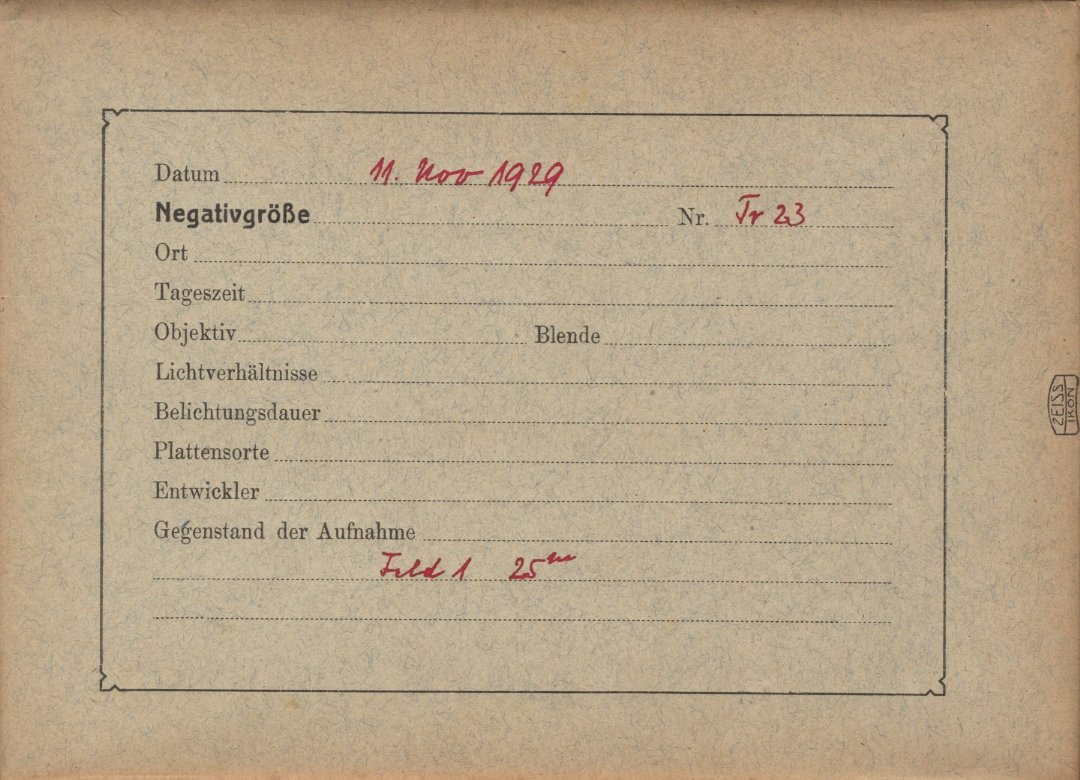 Datum 11. Nov 1929
Negativgröße Nr. Tr 23
Ort
Tageszeit
Objektiv Blende
Lichtverhältnisse
Belichtungsdauer
Plattensorte
Entwickler
Gegenstand der Aufnahme
Feld 1 25m
ZEISS
IKON